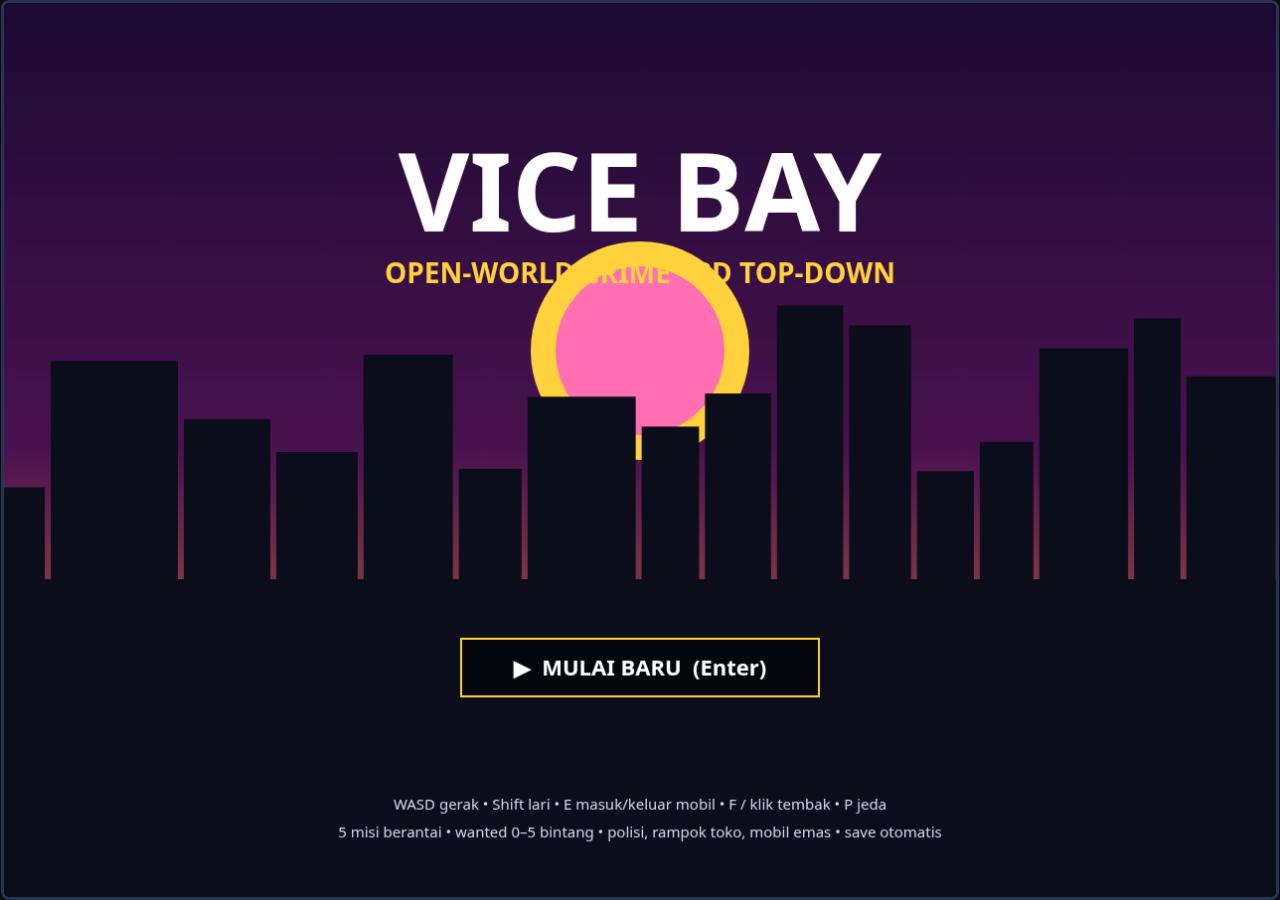 VICE BAY
OPEN-WORLD CRIME TOP-DOWN
▶ MULAI BARU (Enter)
WASD gerak • Shift lari • E masuk/keluar mobil • F / klik tembak • P jeda
5 misi berantai • wanted 0–5 bintang • polisi, rampok toko, mobil emas • save otomatis